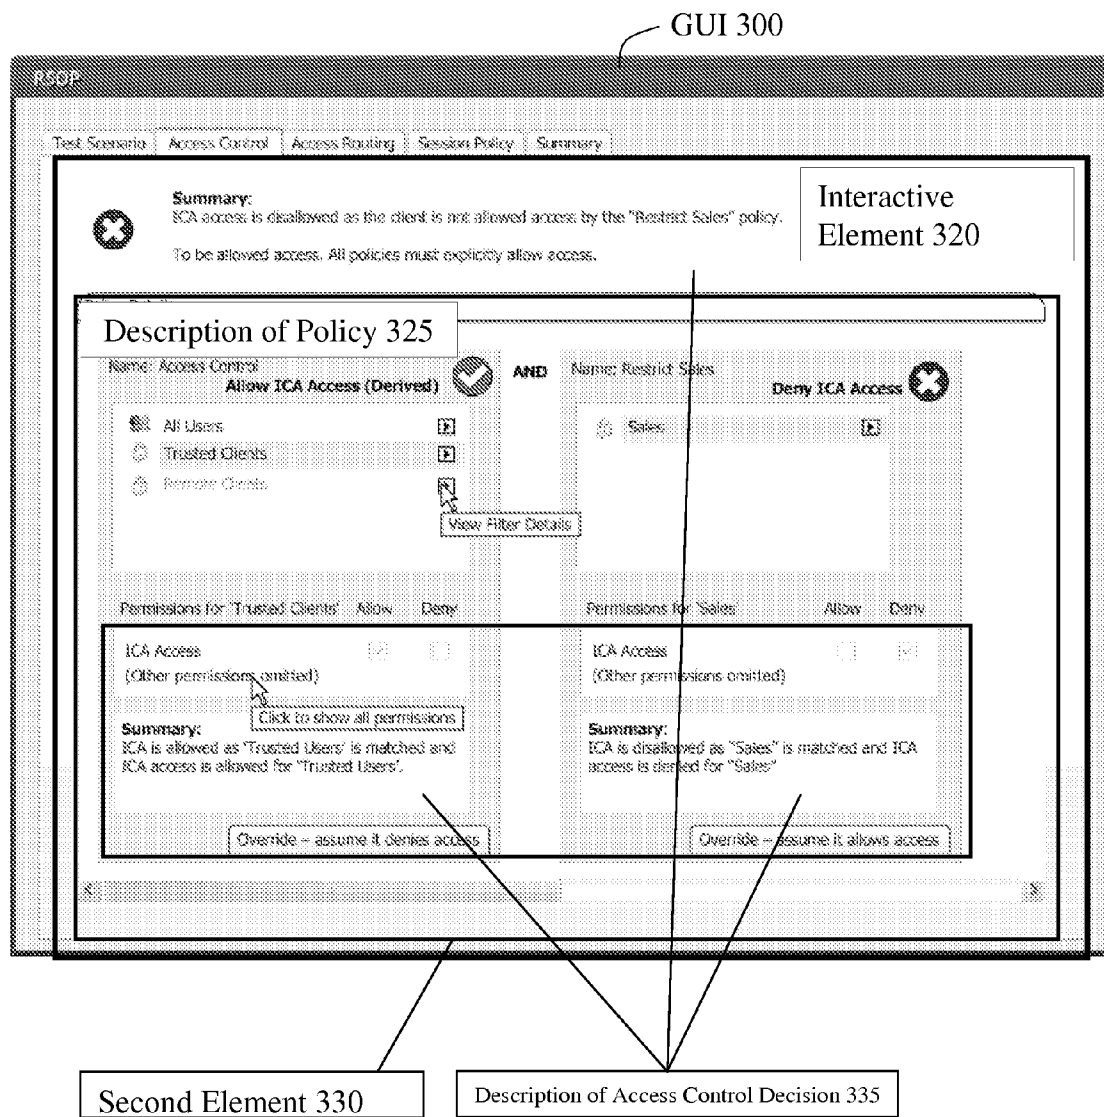 GUI 300
RSOP
Test Scenario Access Control Access Routing Session Policy Summary
Interactive
Element 320
Summary:
ICA access is disallowed as the client is not allowed access by the "Restrict Sales" policy.
To be allowed access. All policies must explicitly allow access.
Description of Policy 325
Name: Access Control
Allow ICA Access (Derived)
AND
Name: Restrict Sales
Deny ICA Access
All Users
Trusted Clients
Remote Clients
View Filter Details
Sales
Permissions for 'Trusted Clients' Allow Deny
ICA Access
(Other permissions omitted)
Click to show all permissions
Summary:
ICA is allowed as 'Trusted Users' is matched and
ICA access is allowed for 'Trusted Users'.
Override – assume it denies access
Permissions for 'Sales' Allow Deny
ICA Access
(Other permissions omitted)
Summary:
ICA is disallowed as "Sales" is matched and ICA
access is denied for "Sales"
Override – assume it allows access
Second Element 330
Description of Access Control Decision 335